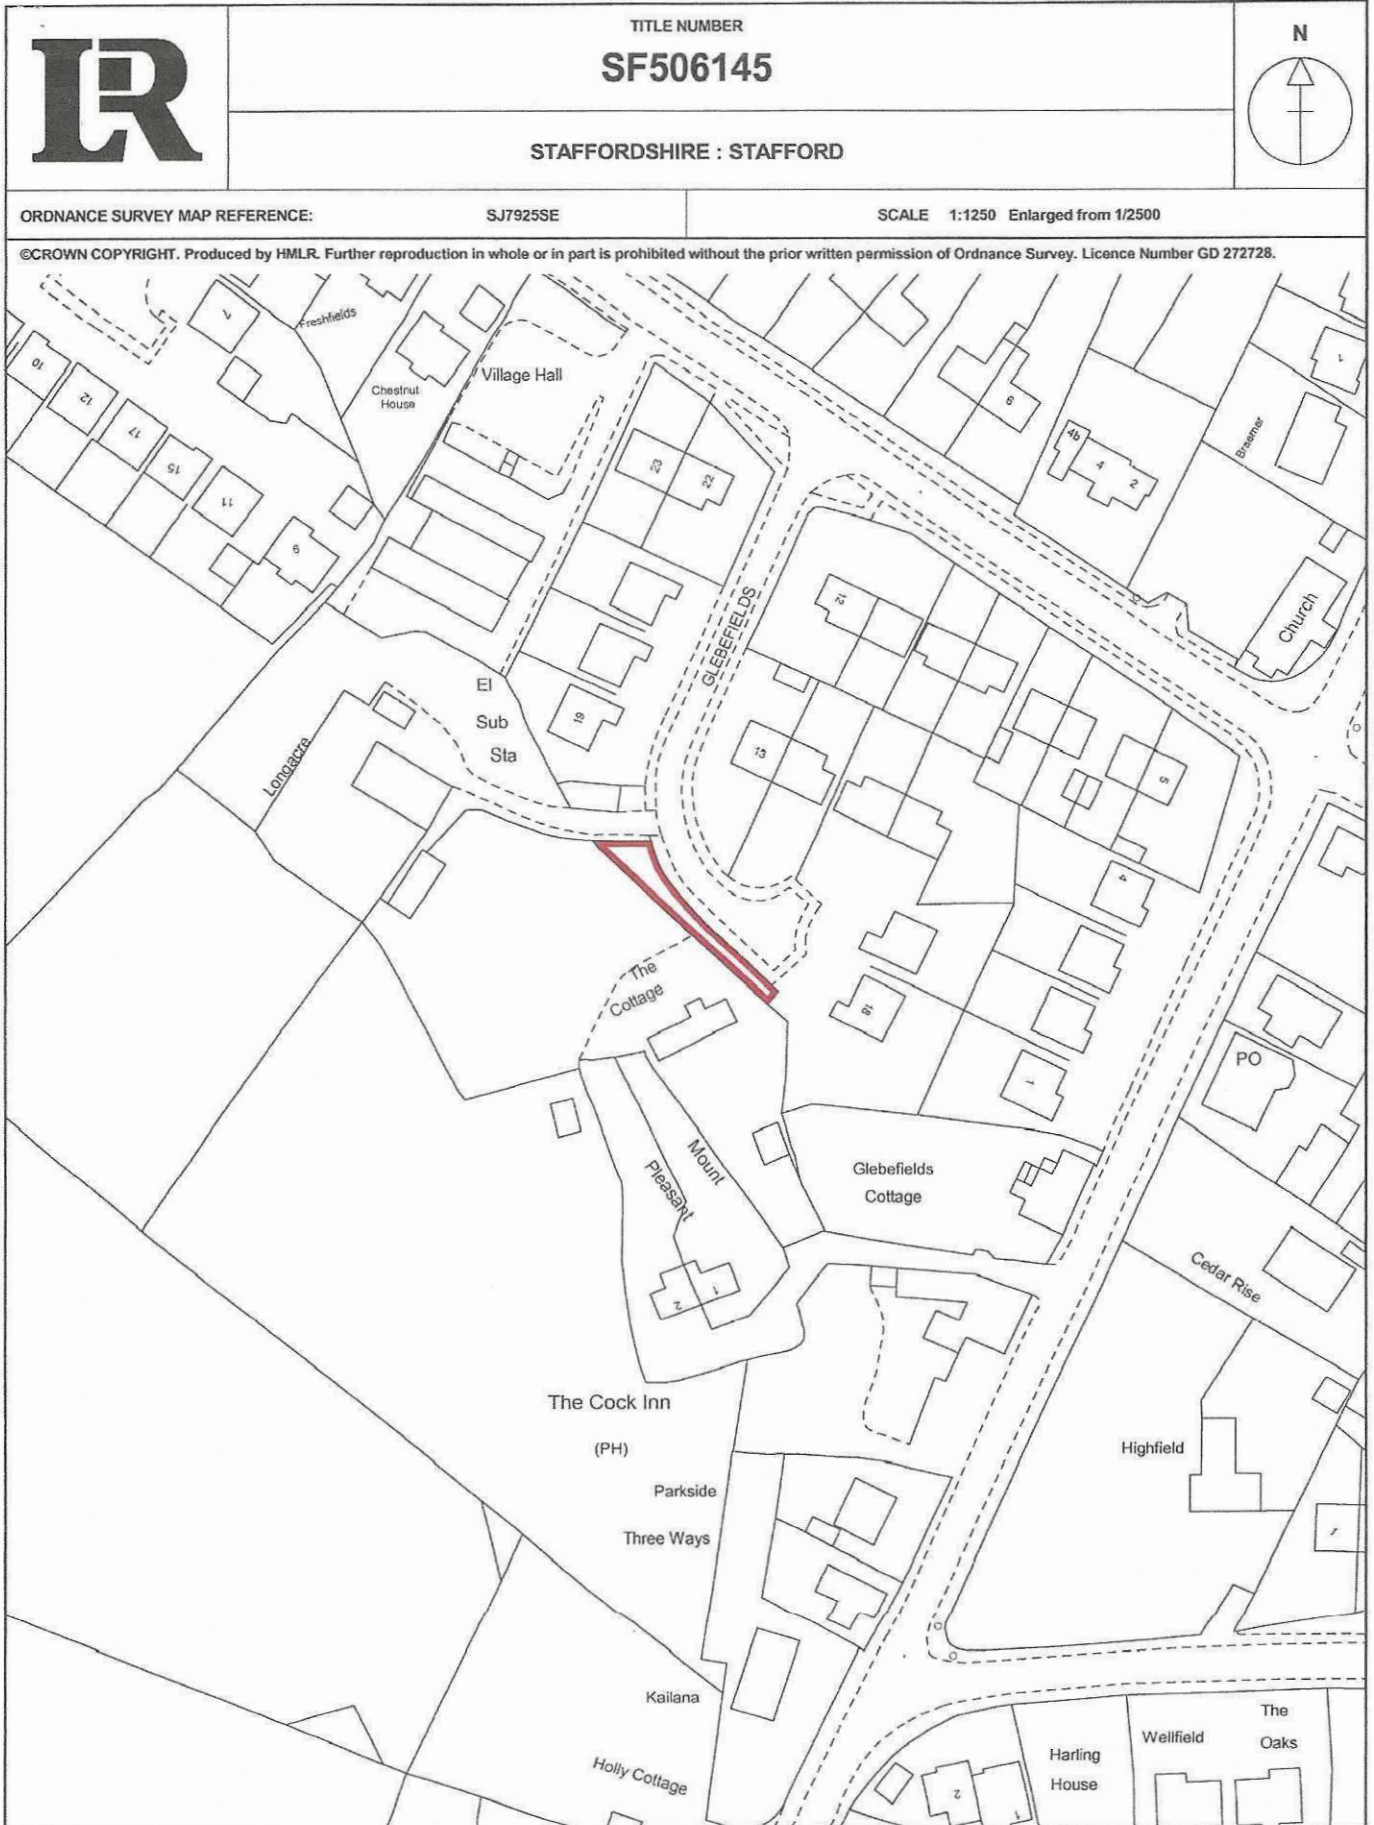 LR
TITLE NUMBER
SF506145
N
STAFFORDSHIRE : STAFFORD
ORDNANCE SURVEY MAP REFERENCE:
SJ7925SE
SCALE 1:1250 Enlarged from 1/2500
©CROWN COPYRIGHT. Produced by HMLR. Further reproduction in whole or in part is prohibited without the prior written permission of Ordnance Survey. Licence Number GD 272728.
7
Freshfields
10
12
17
15
11
9
Chestnut
House
Village Hall
23
22
6
4b
4
2
Braemar
1
Church
GLEBEFIELDS
12
El
Sub
Sta
19
13
5
Longacre
4
The
Cottage
18
1
PO
Mount
Pleasant
Glebefields
Cottage
2
1
Cedar Rise
The Cock Inn
(PH)
Highfield
Parkside
Three Ways
1
Kailana
Holly Cottage
2
1
Harling
House
Wellfield
The
Oaks